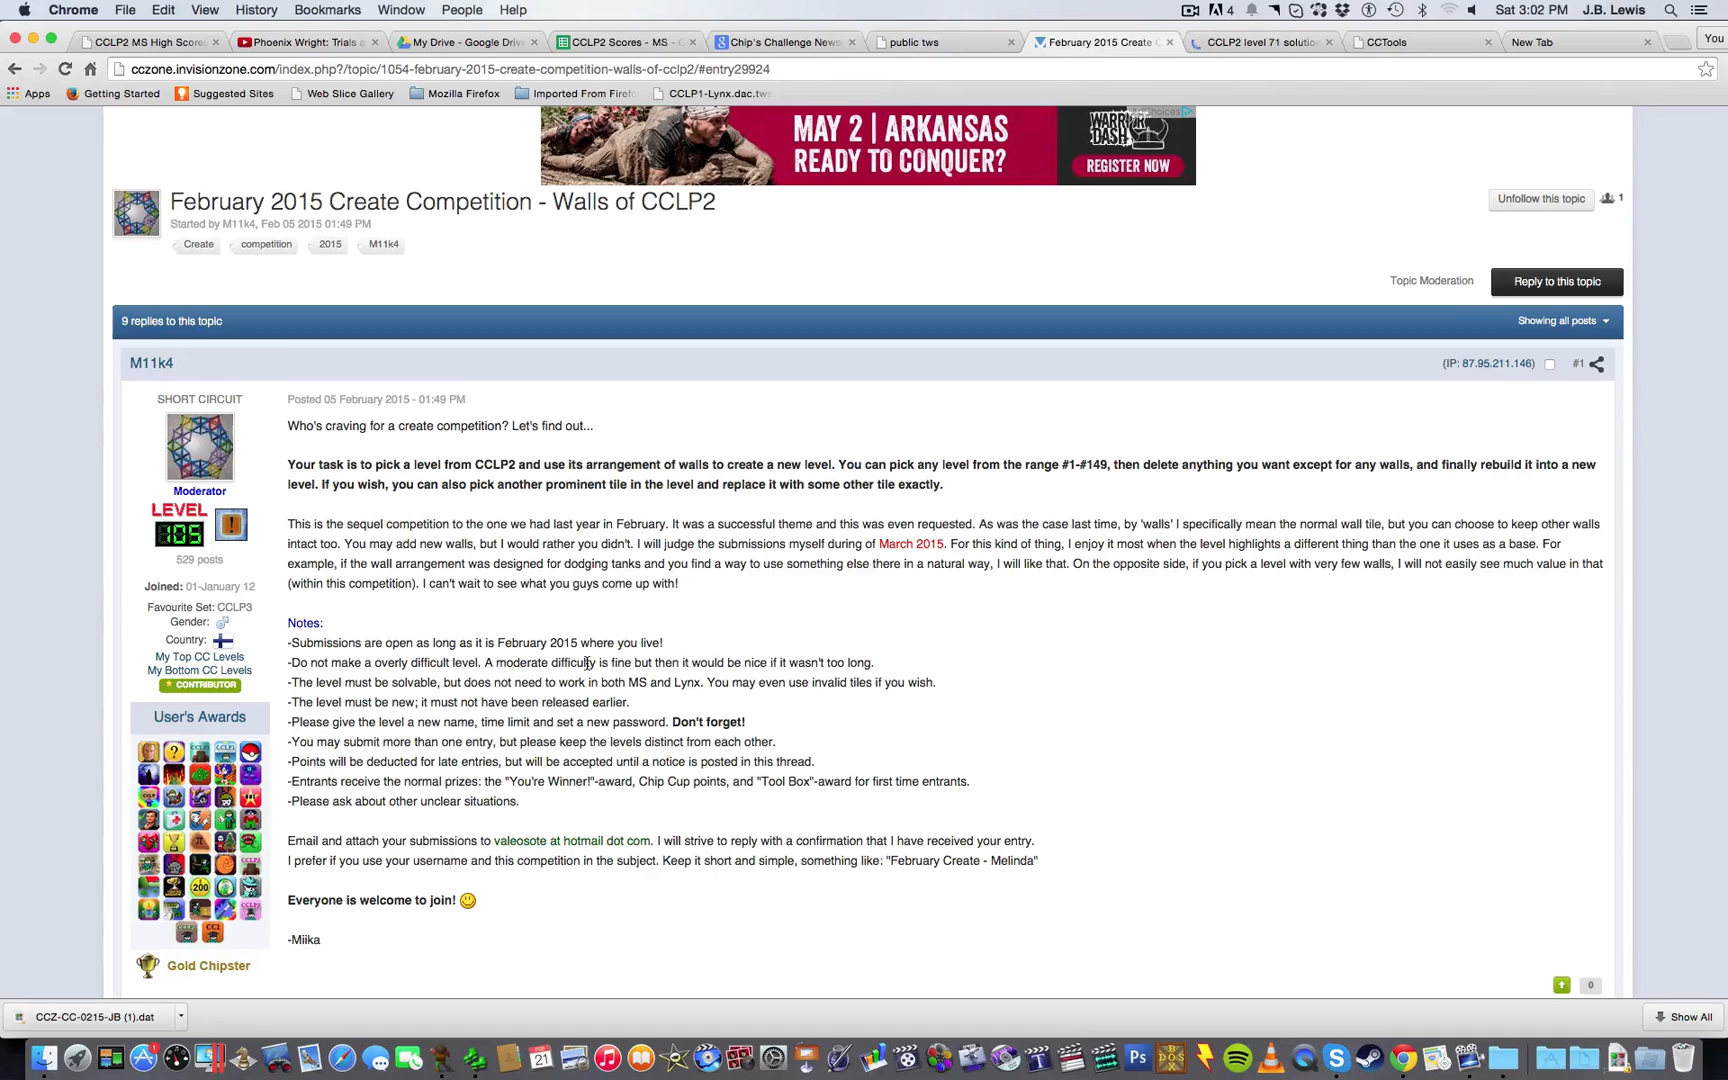 Chrome File Edit View History Bookmarks Window People Help 4 Sat 3:02 PM J.B. Lewis
CCLP2 MS High Score Phoenix Wright: Trials a My Drive - Google Drive CCLP2 Scores - MS - Chip's Challenge News public tws February 2015 Create C CCLP2 level 71 solution CCTools New Tab You
cczone.invisionzone.com/index.php?/topic/1054-february-2015-create-competition-walls-of-cclp2/#entry29924
Apps Getting Started Suggested Sites Web Slice Gallery Mozilla Firefox Imported From Firef CCLP1-Lynx.dac.tws
MAY 2 | ARKANSAS
READY TO CONQUER?
WARRIOR
DASH
REGISTER NOW
AdChoices
February 2015 Create Competition - Walls of CCLP2
Started by M11k4, Feb 05 2015 01:49 PM
Create competition 2015 M11k4
Unfollow this topic 1
Topic Moderation Reply to this topic
9 replies to this topic Showing all posts
M11k4 (IP: 87.95.211.146) #1
SHORT CIRCUIT
Moderator
LEVEL
105
529 posts
Joined: 01-January 12
Favourite Set: CCLP3
Gender:
Country:
My Top CC Levels
My Bottom CC Levels
CONTRIBUTOR
User's Awards
200
Gold Chipster
Posted 05 February 2015 - 01:49 PM
Who's craving for a create competition? Let's find out...
Your task is to pick a level from CCLP2 and use its arrangement of walls to create a new level. You can pick any level from the range #1-#149, then delete anything you want except for any walls, and finally rebuild it into a new
level. If you wish, you can also pick another prominent tile in the level and replace it with some other tile exactly.
This is the sequel competition to the one we had last year in February. It was a successful theme and this was even requested. As was the case last time, by 'walls' I specifically mean the normal wall tile, but you can choose to keep other walls
intact too. You may add new walls, but I would rather you didn't. I will judge the submissions myself during of March 2015. For this kind of thing, I enjoy it most when the level highlights a different thing than the one it uses as a base. For
example, if the wall arrangement was designed for dodging tanks and you find a way to use something else there in a natural way, I will like that. On the opposite side, if you pick a level with very few walls, I will not easily see much value in that
(within this competition). I can't wait to see what you guys come up with!
Notes:
-Submissions are open as long as it is February 2015 where you live!
-Do not make a overly difficult level. A moderate difficulty is fine but then it would be nice if it wasn't too long.
-The level must be solvable, but does not need to work in both MS and Lynx. You may even use invalid tiles if you wish.
-The level must be new; it must not have been released earlier.
-Please give the level a new name, time limit and set a new password. Don't forget!
-You may submit more than one entry, but please keep the levels distinct from each other.
-Points will be deducted for late entries, but will be accepted until a notice is posted in this thread.
-Entrants receive the normal prizes: the "You're Winner!"-award, Chip Cup points, and "Tool Box"-award for first time entrants.
-Please ask about other unclear situations.
Email and attach your submissions to valeosote at hotmail dot com. I will strive to reply with a confirmation that I have received your entry.
I prefer if you use your username and this competition in the subject. Keep it short and simple, something like: "February Create - Melinda"
Everyone is welcome to join!
-Miika
0
CCZ-CC-0215-JB (1).dat Show All